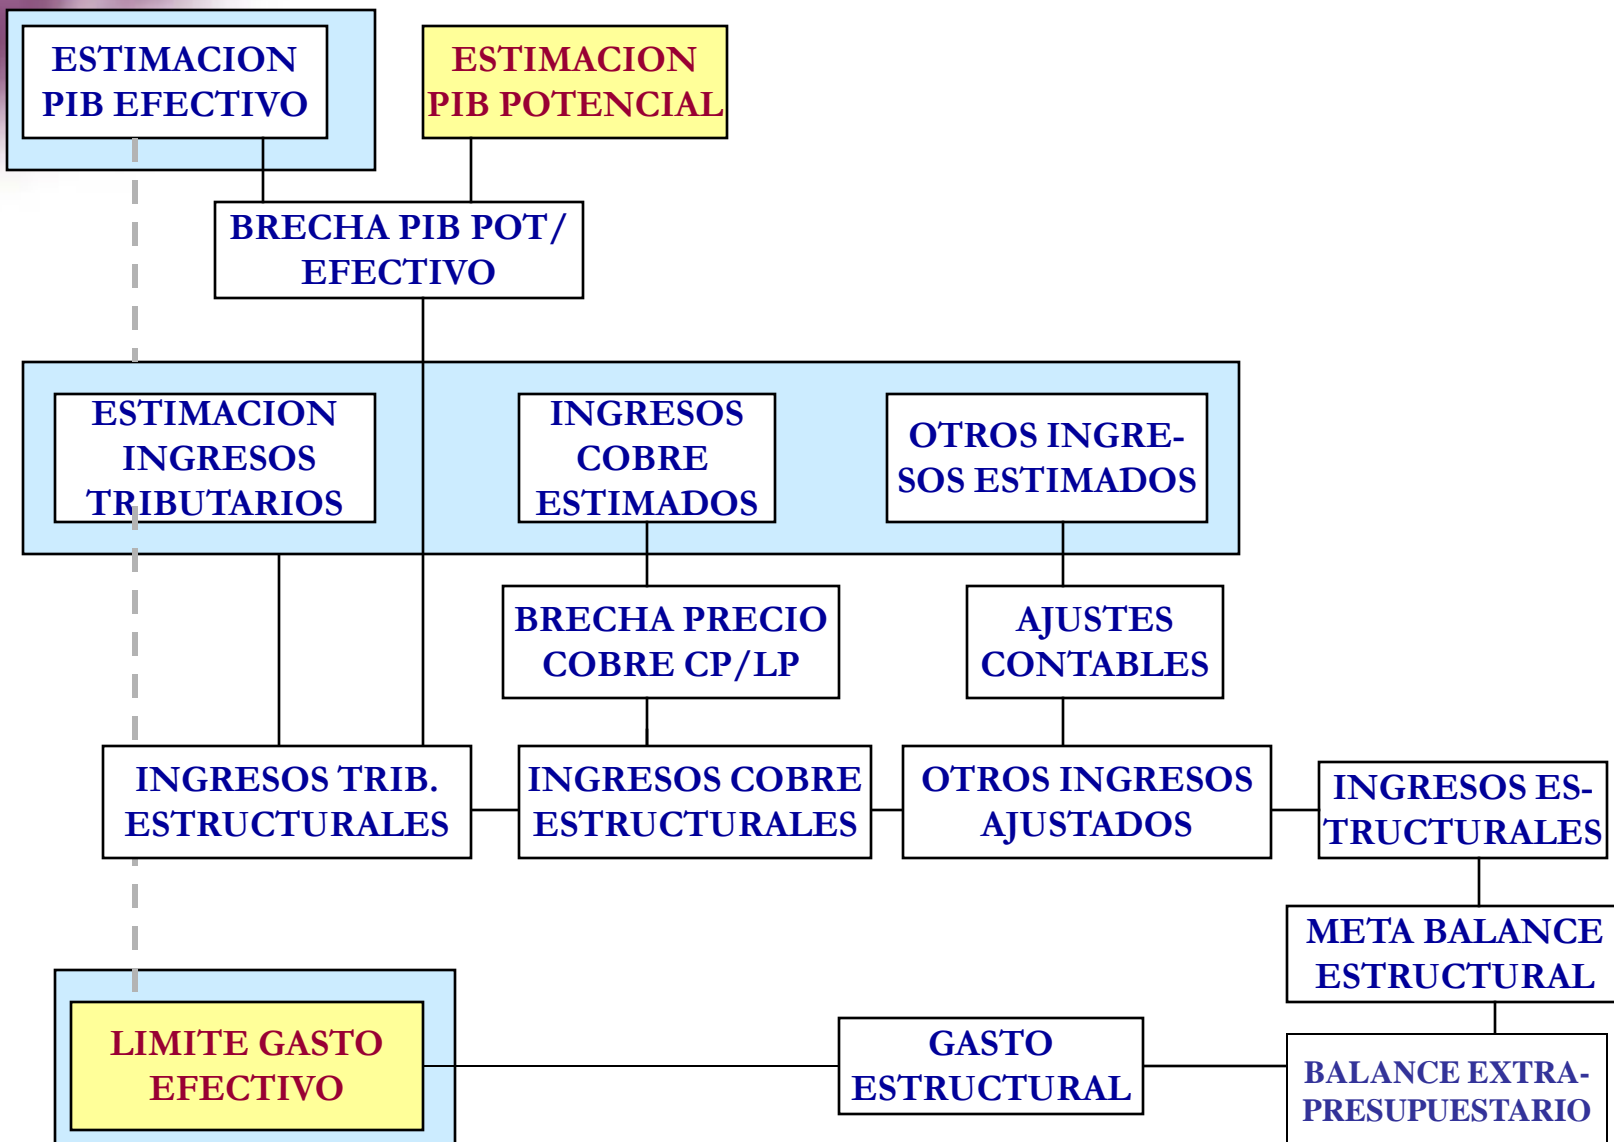 ESTIMACION
PIB EFECTIVO
ESTIMACION
PIB POTENCIAL
BRECHA PIB POT/
EFECTIVO
ESTIMACION
INGRESOS
TRIBUTARIOS
INGRESOS
COBRE
ESTIMADOS
OTROS INGRE-
SOS ESTIMADOS
BRECHA PRECIO
COBRE CP/LP
AJUSTES
CONTABLES
INGRESOS TRIB.
ESTRUCTURALES
INGRESOS COBRE
ESTRUCTURALES
OTROS INGRESOS
AJUSTADOS
INGRESOS ES-
TRUCTURALES
META BALANCE
ESTRUCTURAL
LIMITE GASTO
EFECTIVO
GASTO
ESTRUCTURAL
BALANCE EXTRA-
PRESUPUESTARIO